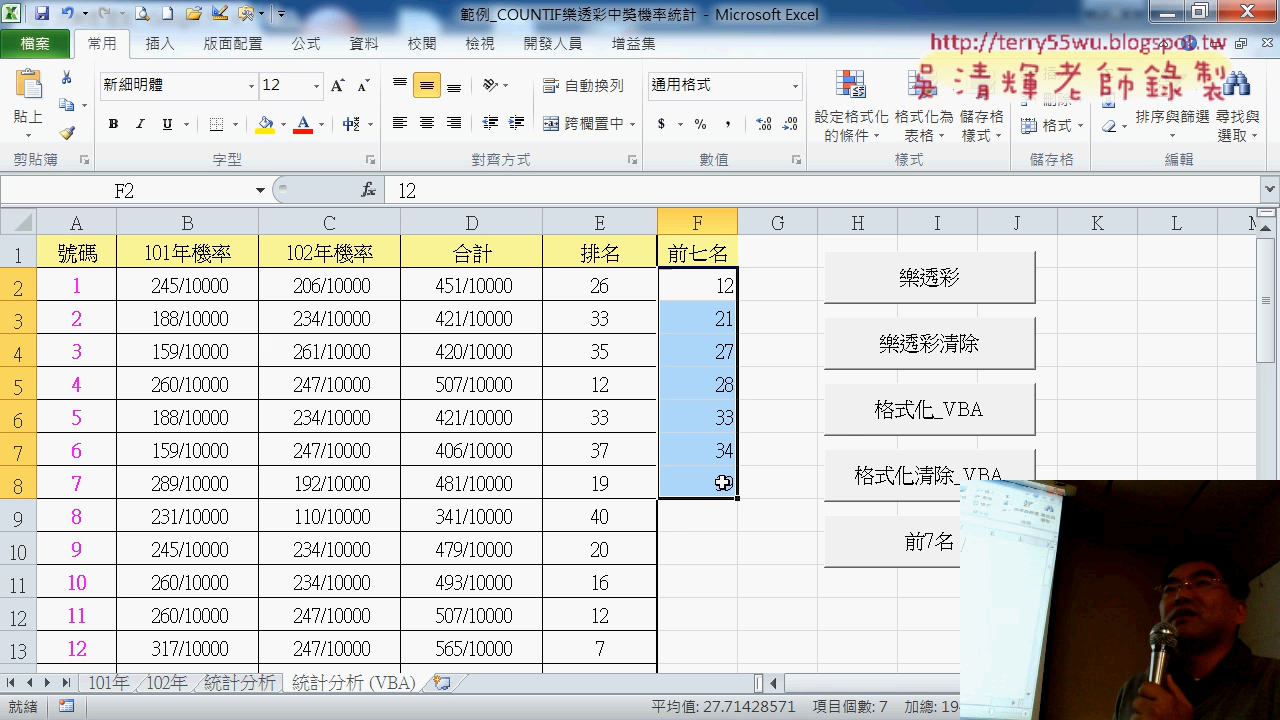 範例_COUNTIF樂透彩中獎機率統計 - Microsoft Excel
檔案 常用 插入 版面配置 公式 資料 校閱 檢視 開發人員 增益集
http://terry55wu.blogspot.tw
吳清輝老師錄製
新細明體 12 自動換列 通用格式
貼上 B I U 跨欄置中 $ % , 設定格式化的條件 格式化為表格 儲存格樣式 刪除 格式 排序與篩選 尋找與選取
剪貼簿 字型 對齊方式 數值 樣式 儲存格 編輯
F2 fx 12
A B C D E F G H I J K L
1 號碼 101年機率 102年機率 合計 排名 前七名
2 1 245/10000 206/10000 451/10000 26 12
3 2 188/10000 234/10000 421/10000 33 21
4 3 159/10000 261/10000 420/10000 35 27
5 4 260/10000 247/10000 507/10000 12 28
6 5 188/10000 234/10000 421/10000 33 33
7 6 159/10000 247/10000 406/10000 37 34
8 7 289/10000 192/10000 481/10000 19
9 8 231/10000 110/10000 341/10000 40
10 9 245/10000 234/10000 479/10000 20
11 10 260/10000 234/10000 493/10000 16
12 11 260/10000 247/10000 507/10000 12
13 12 317/10000 247/10000 565/10000 7
樂透彩
樂透彩清除
格式化_VBA
格式化清除_VBA
前7名
101年 102年 統計分析 統計分析 (VBA)
就緒 平均值: 27.71428571 項目個數: 7 加總: 19